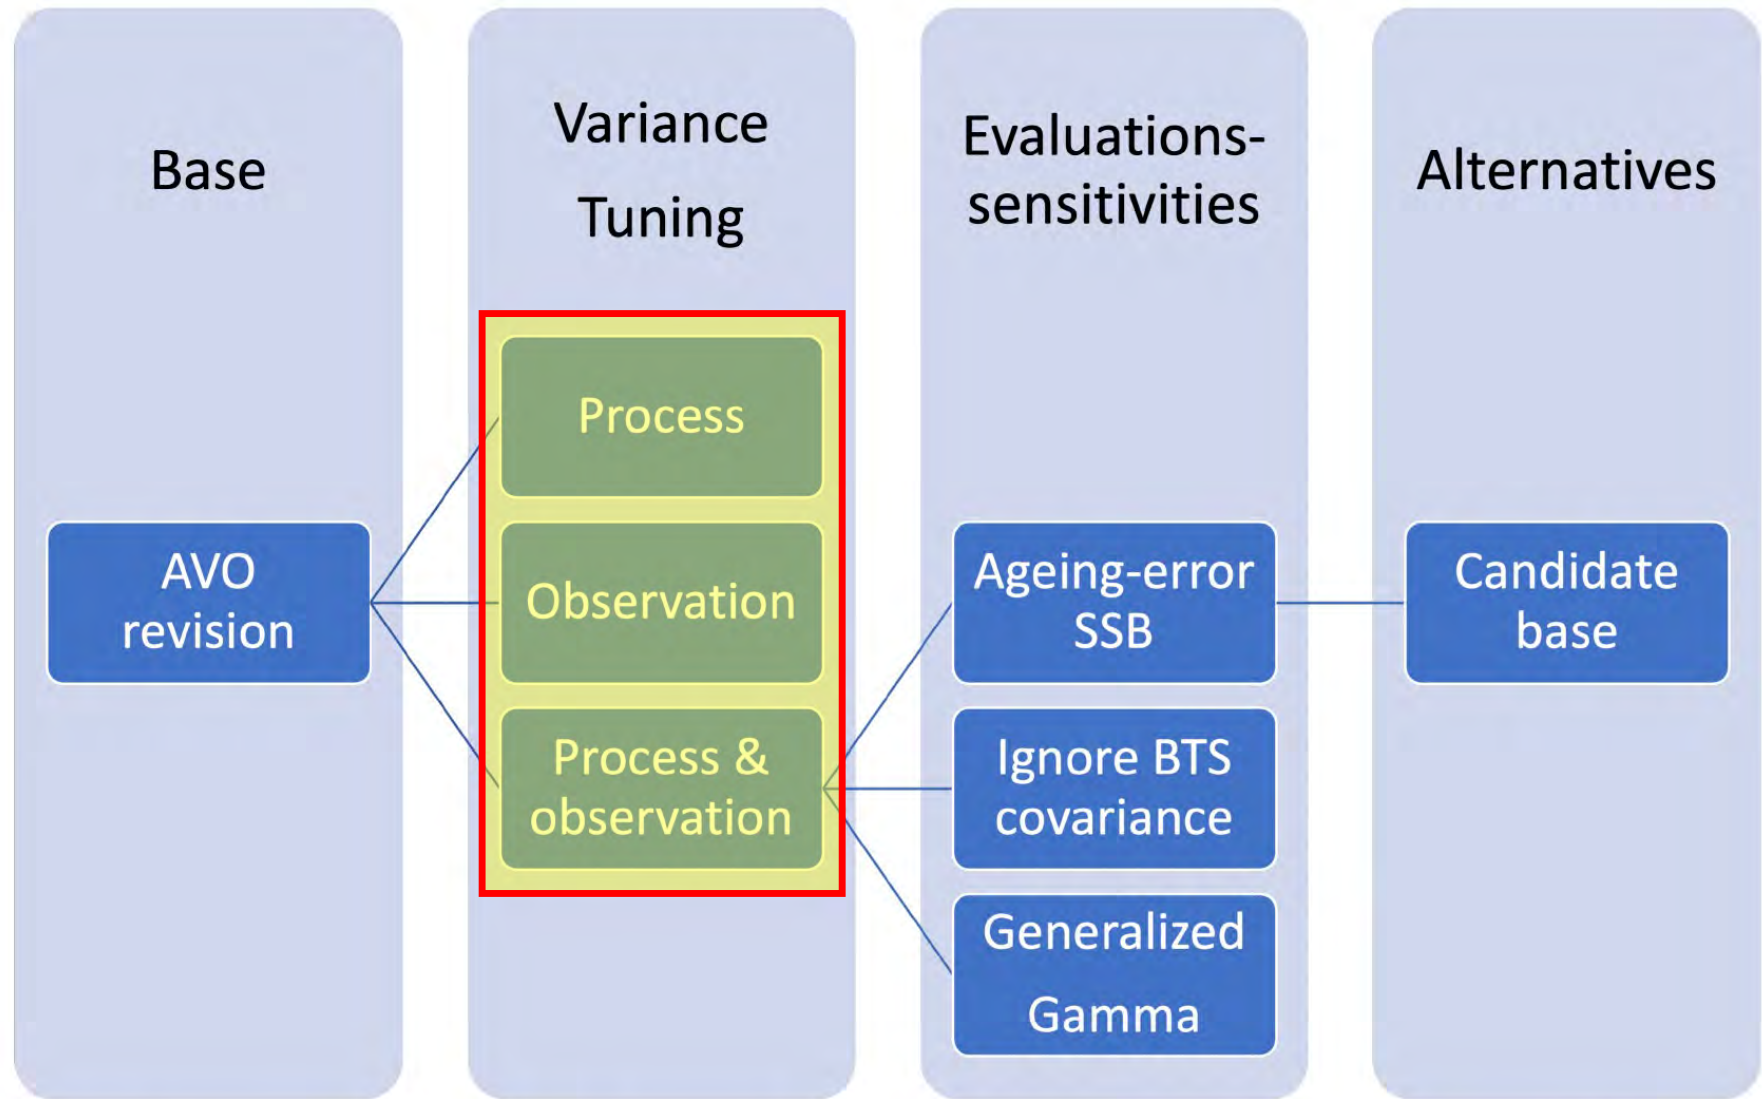 Base
Variance
Tuning
Evaluations-
sensitivities
Alternatives
AVO
revision
Process
Observation
Process &
observation
Ageing-error
SSB
Ignore BTS
covariance
Generalized
Gamma
Candidate
base